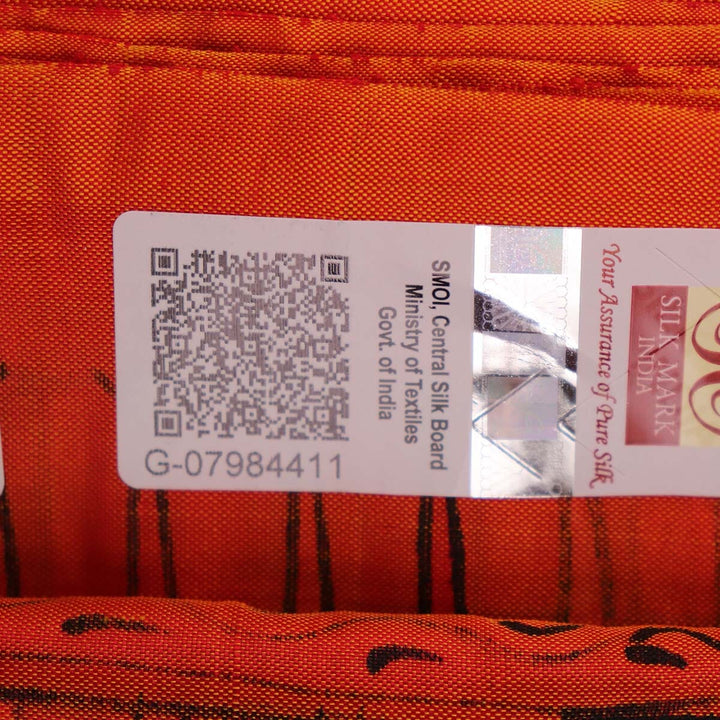 G-07984411
SMOI, Central Silk Board
Ministry of Textiles
Govt. of India
Your Assurance of Pure Silk
SILK MARK
INDIA